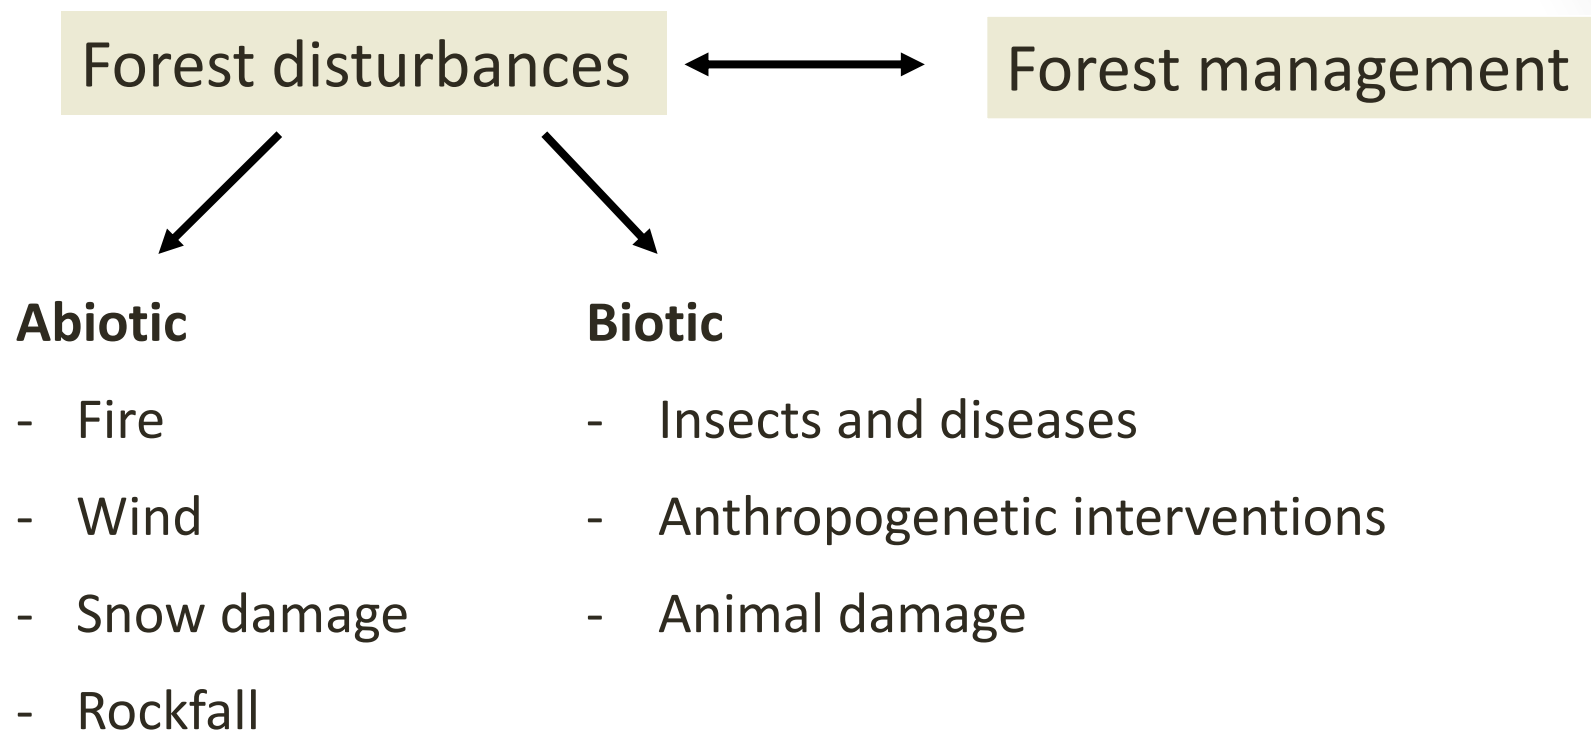 Forest disturbances
Forest management
Abiotic
- Fire
- Wind
- Snow damage
- Rockfall
Biotic
- Insects and diseases
- Anthropogenetic interventions
- Animal damage